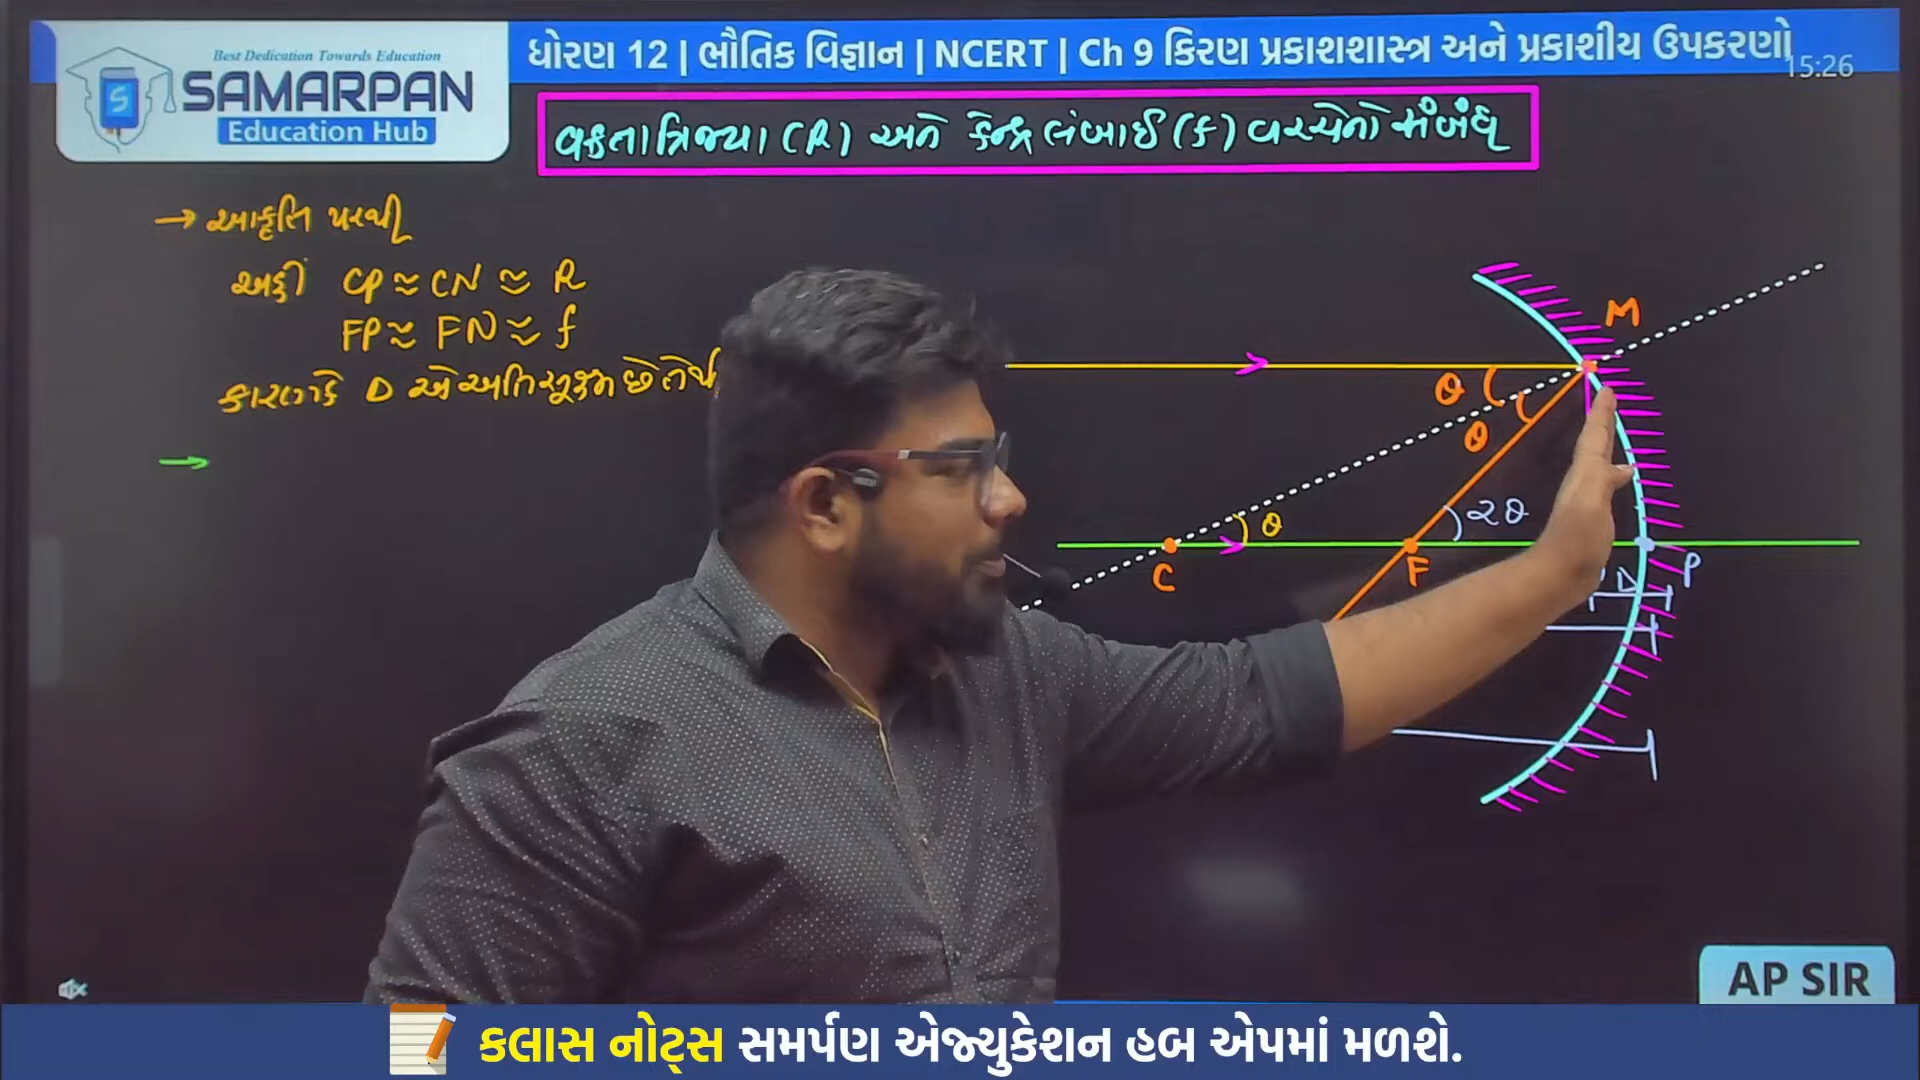 Best Dedication Towards Education
SAMARPAN
Education Hub
ધોરણ 12 | ભૌતિક વિજ્ઞાન | NCERT | Ch 9 કિરણ પ્રકાશશાસ્ત્ર અને પ્રકાશીય ઉપકરણો
15:26
વક્રતાત્રિજ્યા (R) અને કેન્દ્રલંબાઈ (f) વચ્ચેનો સંબંધ
→ આકૃતિ પરથી
અહીં CP ≈ CN ≈ R
FP ≈ FN ≈ f
કારણકે D એ અતિસૂક્ષ્મ છે તેથી
→
M
θ
θ
θ
2θ
C
F
P
D
AP SIR
કલાસ નોટ્સ સમર્પણ એજ્યુકેશન હબ એપમાં મળશે.